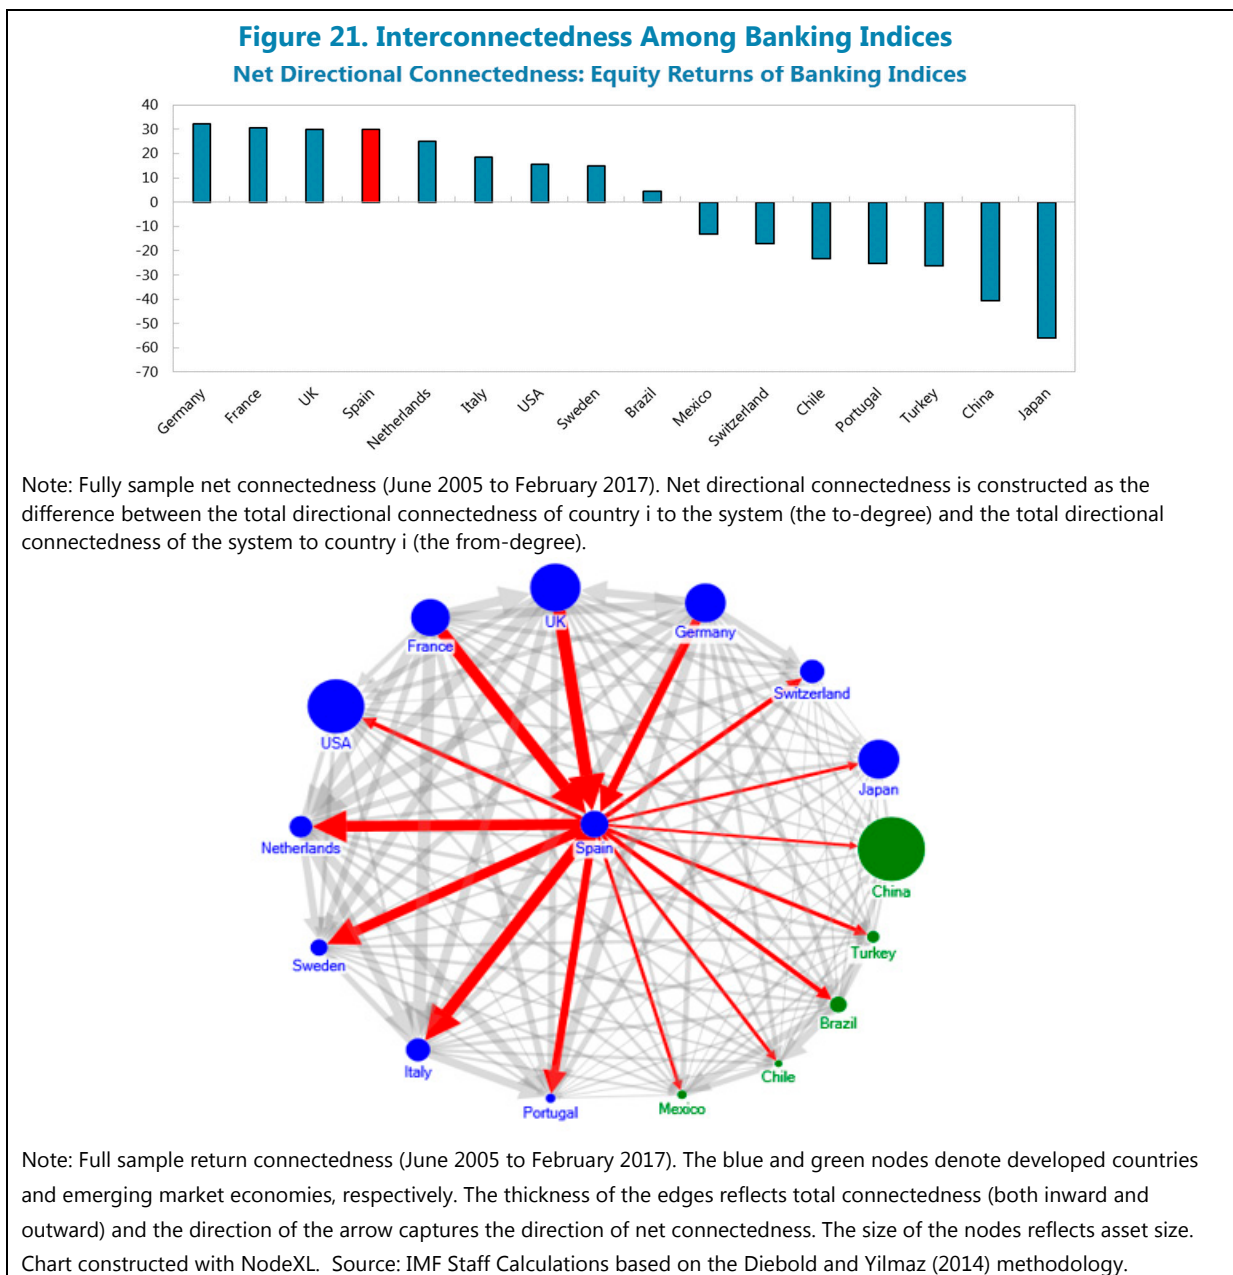 Figure 21. Interconnectedness Among Banking Indices
Net Directional Connectedness: Equity Returns of Banking Indices
40
30
20
10
0
-10
-20
-30
-40
-50
-60
-70
Germany
France
UK
Spain
Netherlands
Italy
USA
Sweden
Brazil
Mexico
Switzerland
Chile
Portugal
Turkey
China
Japan
Note: Fully sample net connectedness (June 2005 to February 2017). Net directional connectedness is constructed as the
difference between the total directional connectedness of country i to the system (the to-degree) and the total directional
connectedness of the system to country i (the from-degree).
UK
Germany
France
Switzerland
USA
Japan
Netherlands
Spain
China
Turkey
Sweden
Brazil
Italy
Chile
Portugal
Mexico
Note: Full sample return connectedness (June 2005 to February 2017). The blue and green nodes denote developed countries
and emerging market economies, respectively. The thickness of the edges reflects total connectedness (both inward and
outward) and the direction of the arrow captures the direction of net connectedness. The size of the nodes reflects asset size.
Chart constructed with NodeXL. Source: IMF Staff Calculations based on the Diebold and Yilmaz (2014) methodology.